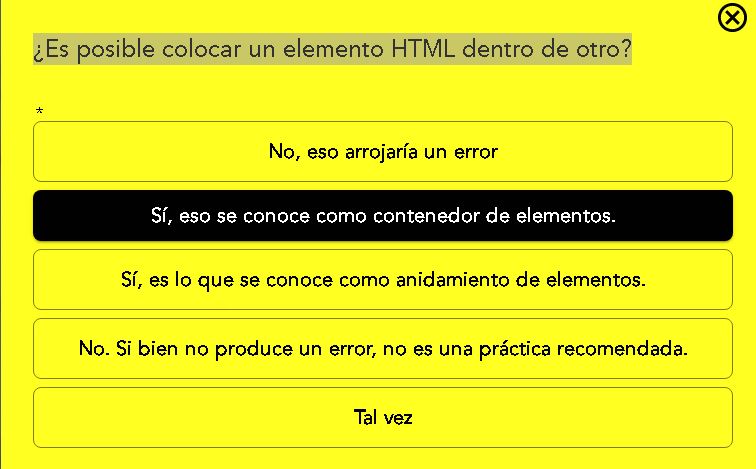 ¿Es posible colocar un elemento HTML dentro de otro?
*
No, eso arrojaría un error
Sí, eso se conoce como contenedor de elementos.
Sí, es lo que se conoce como anidamiento de elementos.
No. Si bien no produce un error, no es una práctica recomendada.
Tal vez